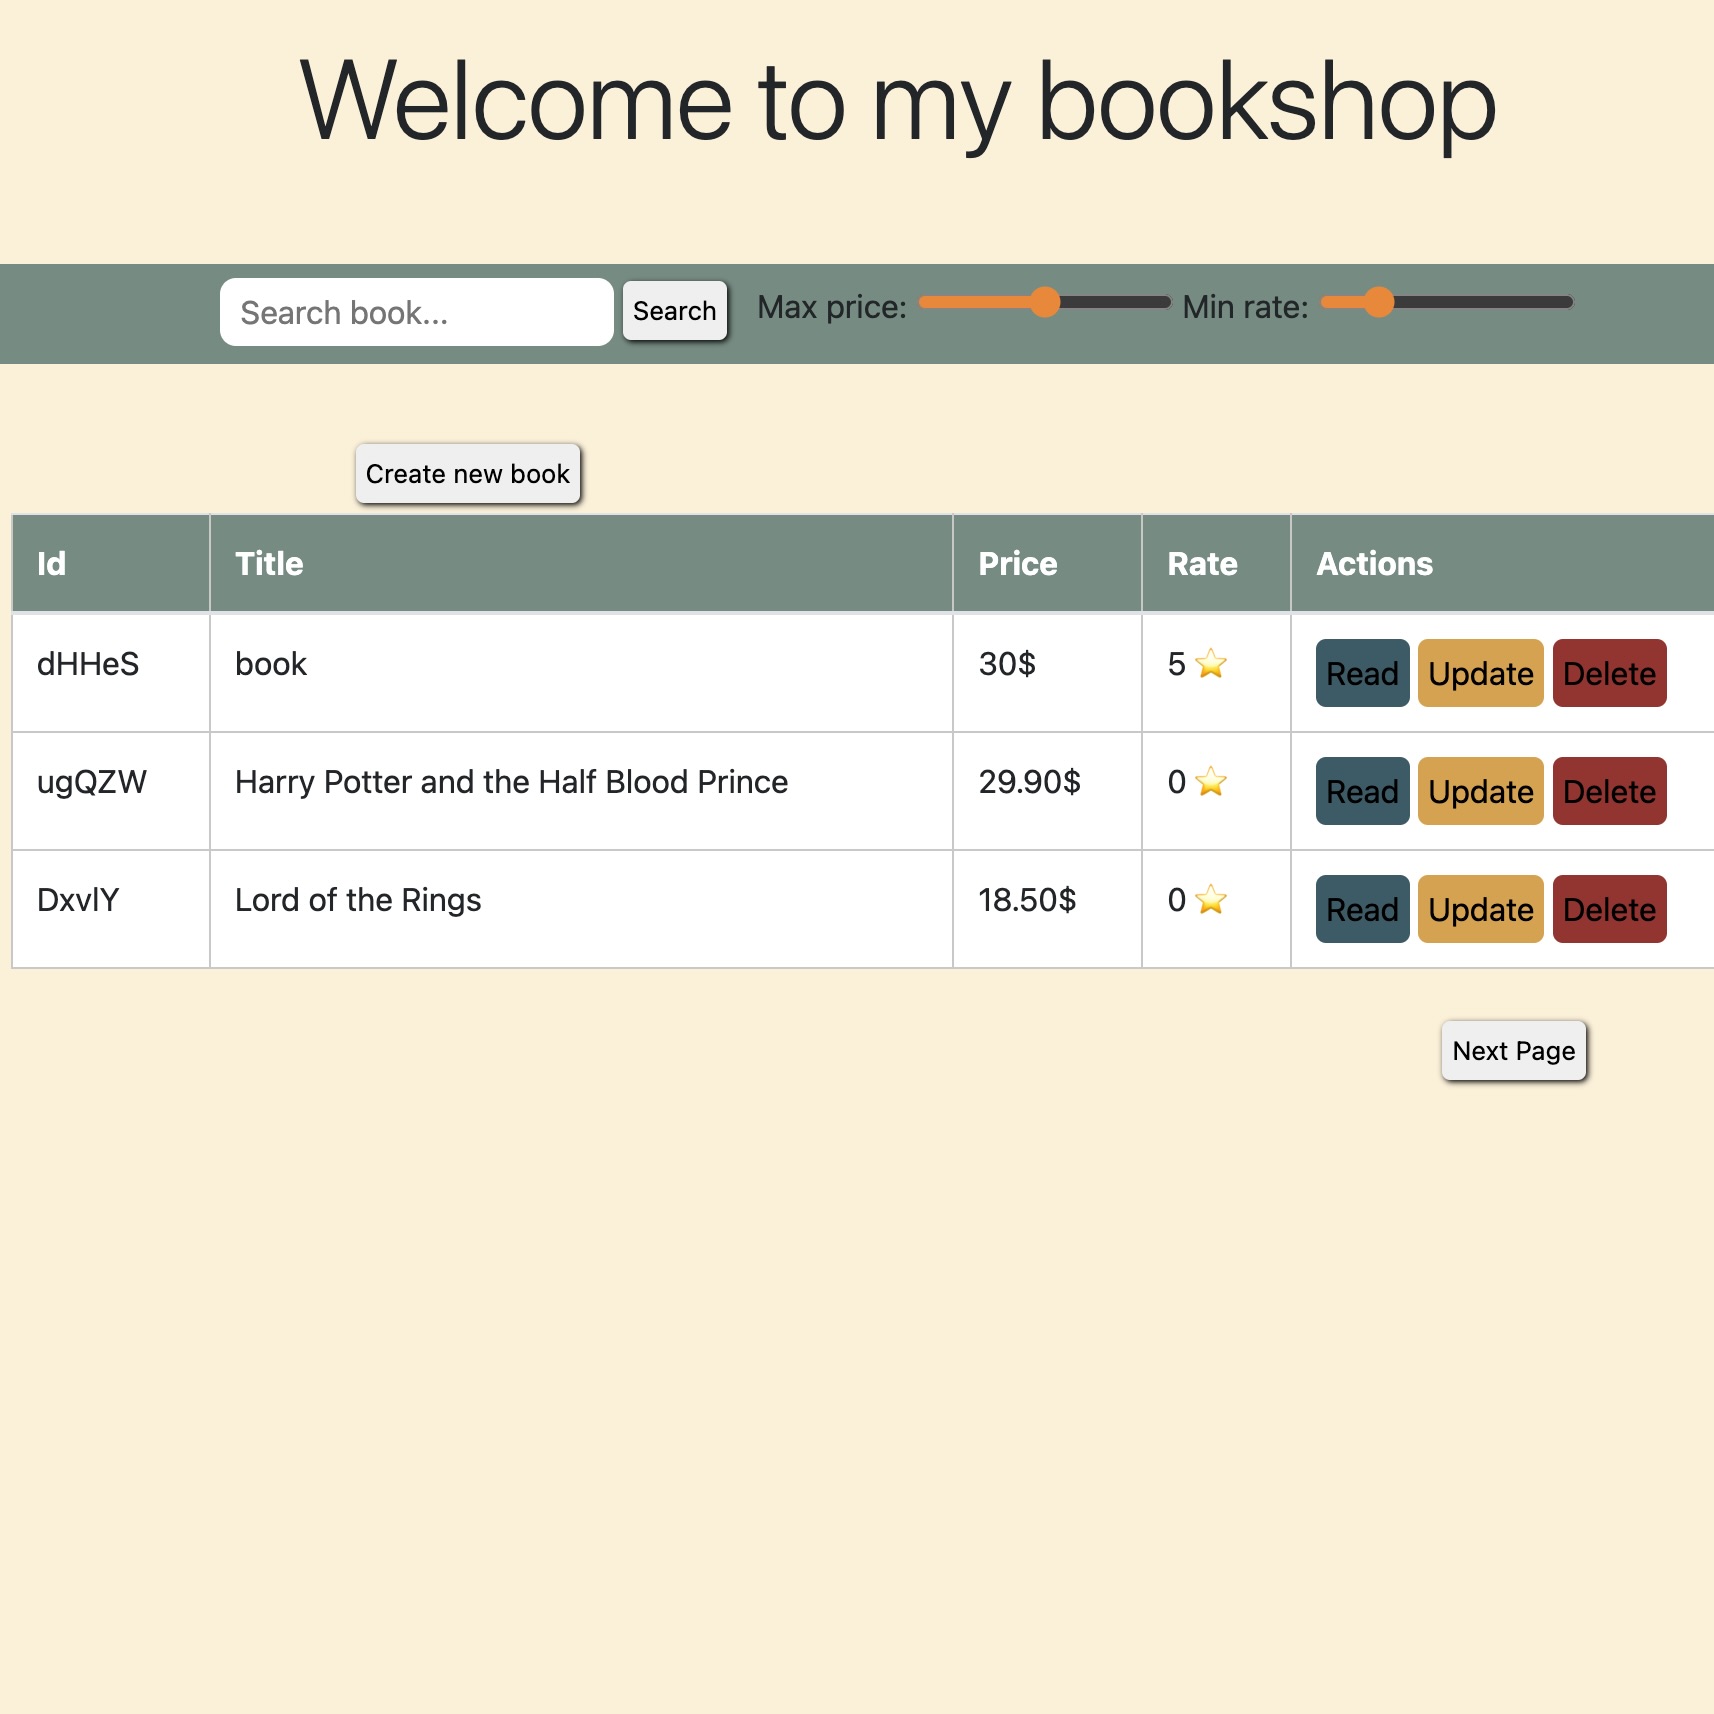 Welcome to my bookshop
Search book... Search Max price: Min rate:
Create new book
Id Title Price Rate Actions
dHHeS book 30$ 5⭐ Read Update Delete
ugQZW Harry Potter and the Half Blood Prince 29.90$ 0⭐ Read Update Delete
DxvlY Lord of the Rings 18.50$ 0⭐ Read Update Delete
Next Page